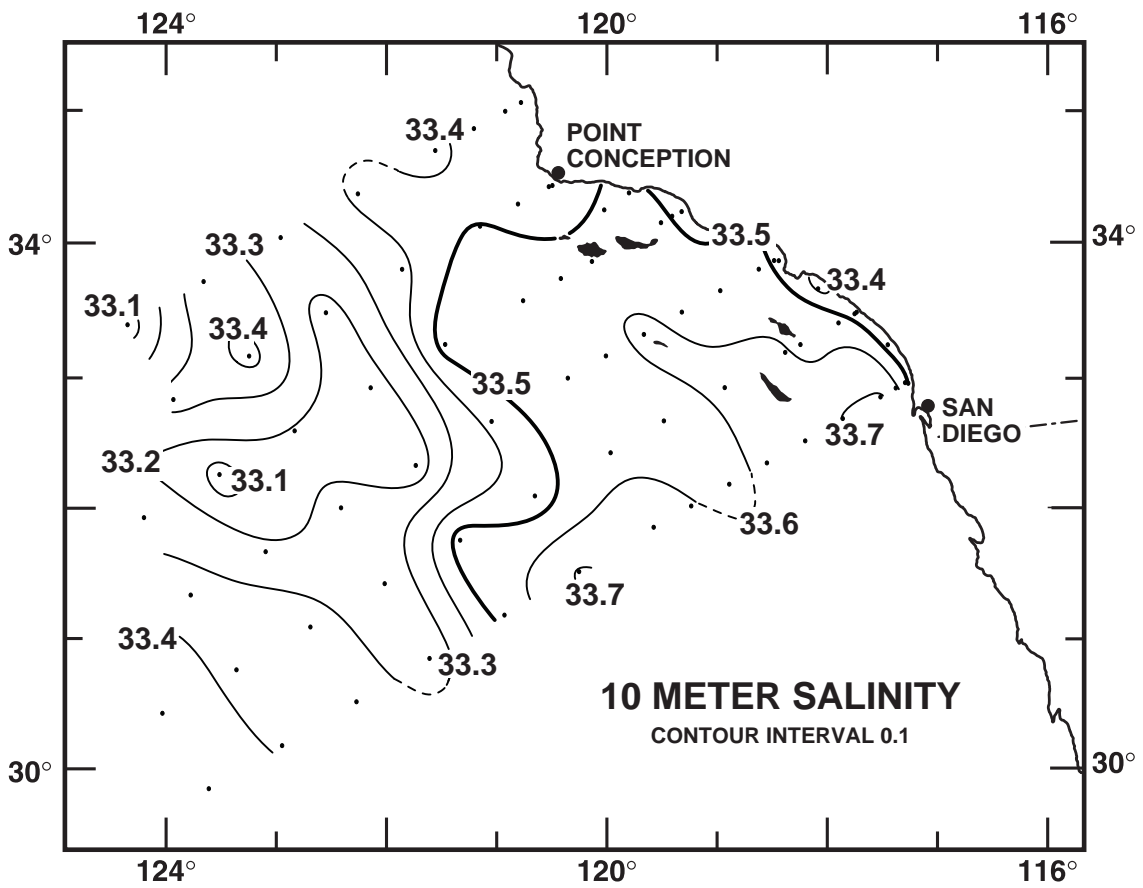 124° 120° 116°
33.4
POINT
CONCEPTION
34° 33.3 33.5 34°
33.4
33.1
33.4
33.5
SAN
DIEGO
33.7
33.2
33.1
33.6
33.7
33.4
33.3
10 METER SALINITY
CONTOUR INTERVAL 0.1
30° 30°
124° 120° 116°